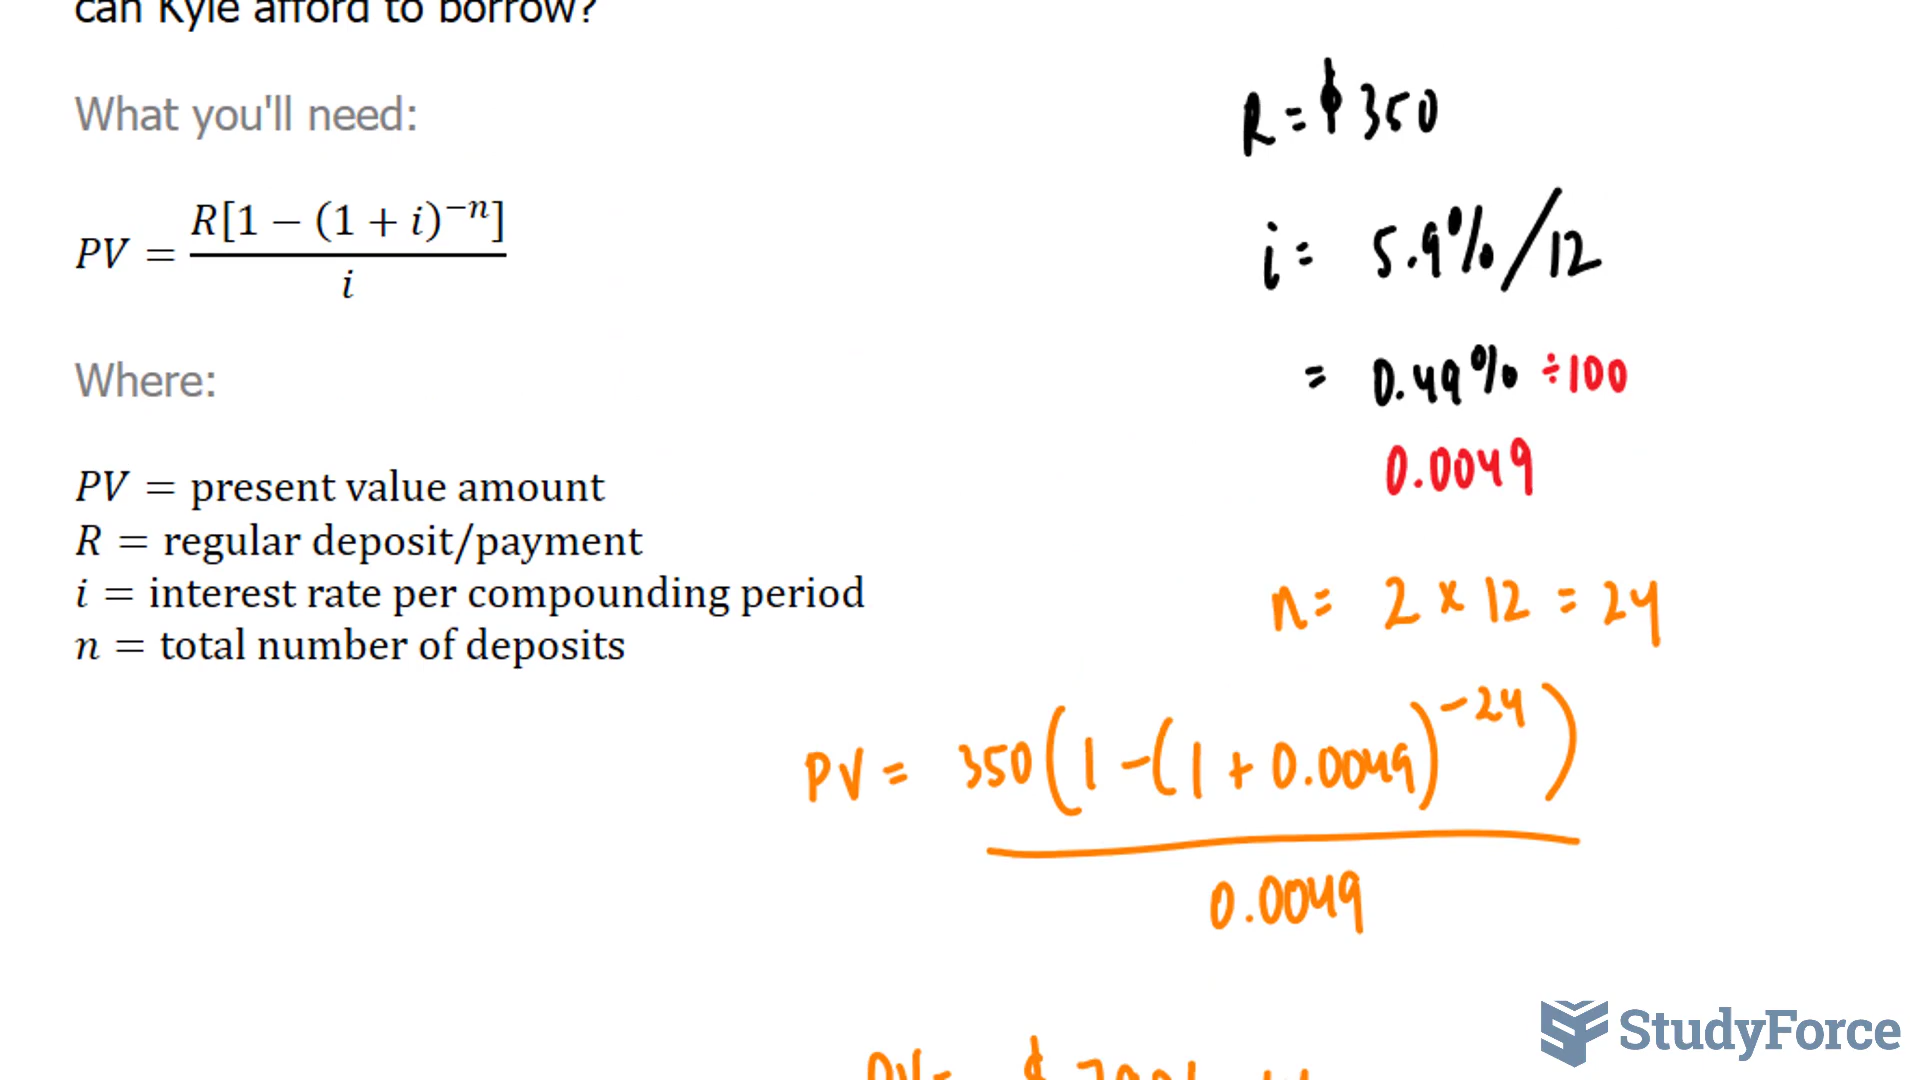 can Kyle afford to borrow?
What you'll need:
PV = R[1 − (1 + i)^−n] / i
Where:
PV = present value amount
R = regular deposit/payment
i = interest rate per compounding period
n = total number of deposits
R = $350
i = 5.9%/12
= 0.49% ÷100
0.0049
n = 2 × 12 = 24
PV = 350(1 − (1 + 0.0049)^−24) / 0.0049
PV= $
StudyForce